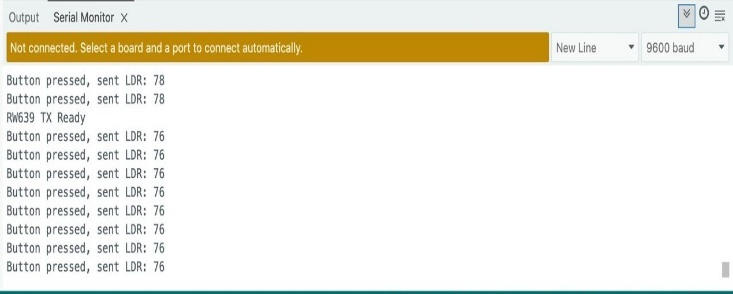 Output Serial Monitor ×
Not connected. Select a board and a port to connect automatically. New Line 9600 baud
Button pressed, sent LDR: 78
Button pressed, sent LDR: 78
RW639 TX Ready
Button pressed, sent LDR: 76
Button pressed, sent LDR: 76
Button pressed, sent LDR: 76
Button pressed, sent LDR: 76
Button pressed, sent LDR: 76
Button pressed, sent LDR: 76
Button pressed, sent LDR: 76
Button pressed, sent LDR: 76